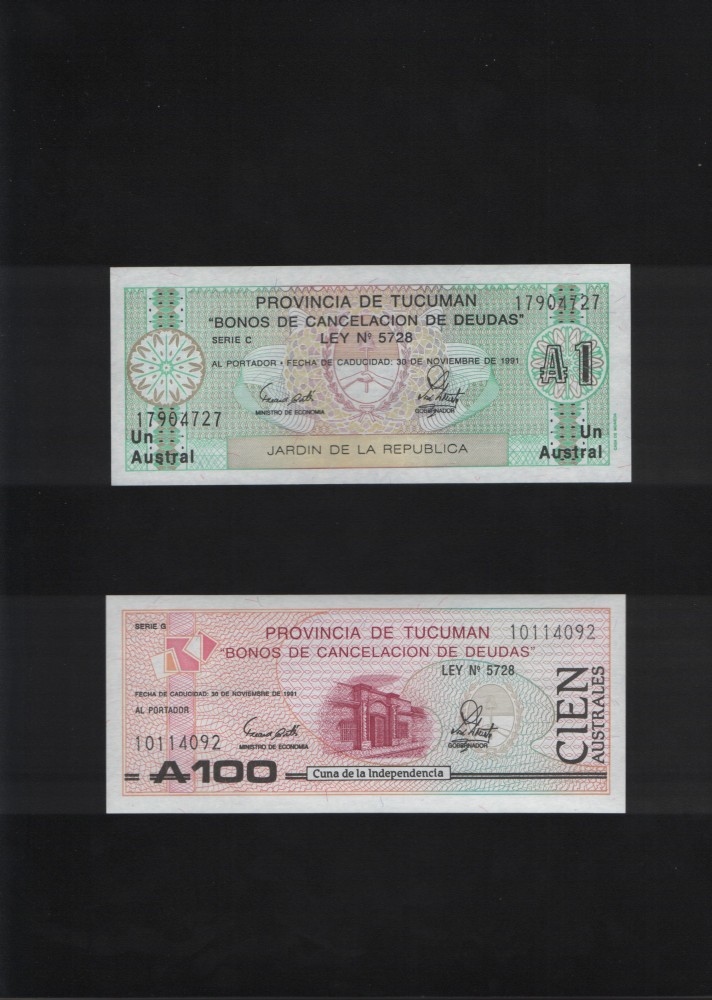 PROVINCIA DE TUCUMAN 17904727
"BONOS DE CANCELACION DE DEUDAS"
SERIE C LEY Nº 5728
AL PORTADOR • FECHA DE CADUCIDAD: 30 DE NOVIEMBRE DE 1991
₳ 1
MINISTRO DE ECONOMIA GOBERNADOR
17904727
Un Austral
JARDIN DE LA REPUBLICA
Un Austral
SERIE G
PROVINCIA DE TUCUMAN 10114092
"BONOS DE CANCELACION DE DEUDAS"
LEY Nº 5728
FECHA DE CADUCIDAD: 30 DE NOVIEMBRE DE 1991
AL PORTADOR
10114092
MINISTRO DE ECONOMIA GOBERNADOR
CIEN
AUSTRALES
₳100
Cuna de la Independencia